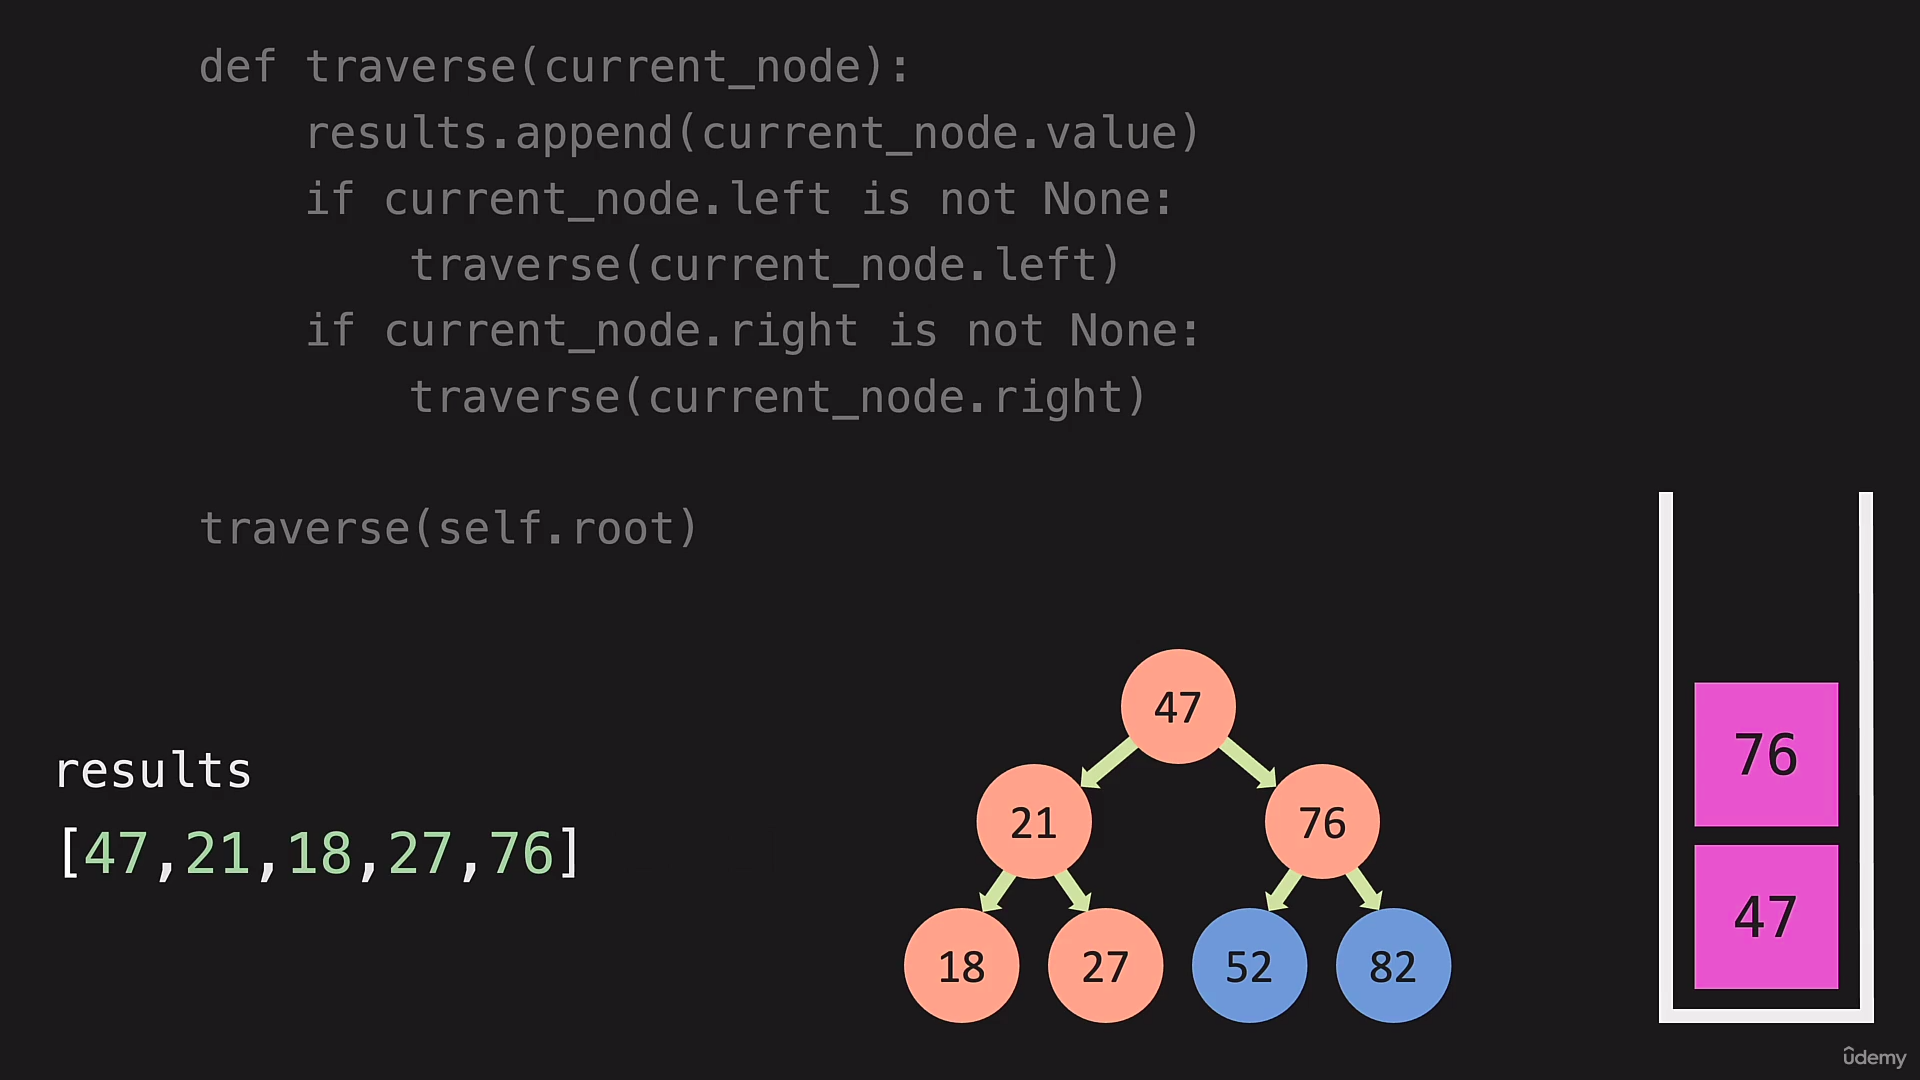 def traverse(current_node):
    results.append(current_node.value)
    if current_node.left is not None:
        traverse(current_node.left)
    if current_node.right is not None:
        traverse(current_node.right)
traverse(self.root)
results
[47,21,18,27,76]
47
21 76
18 27 52 82
76
47
ûdemy